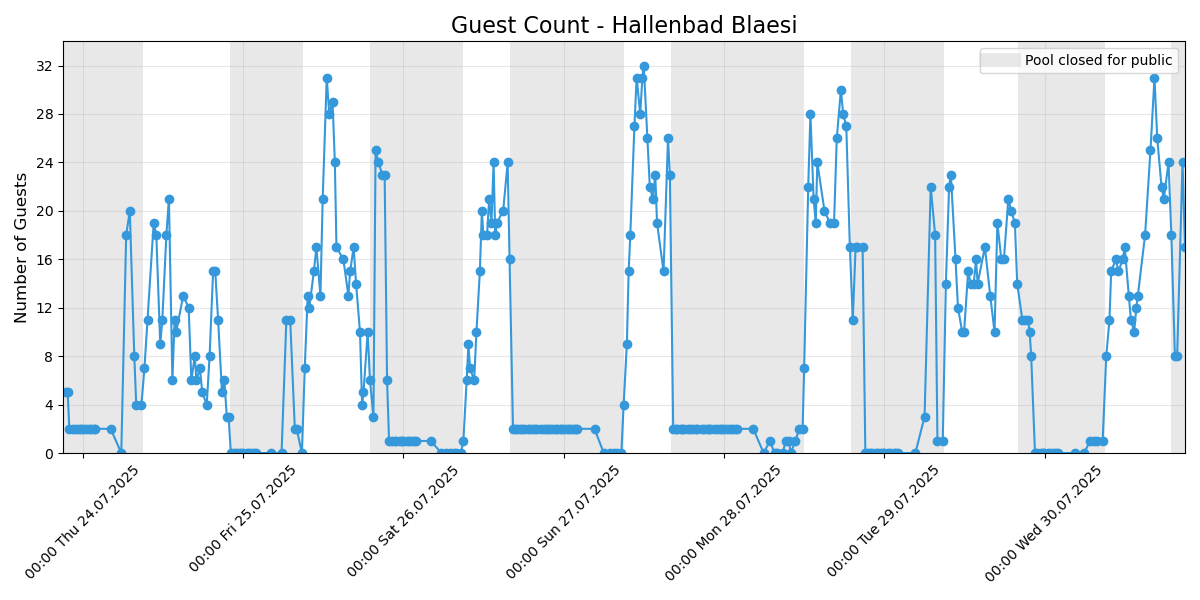 Guest Count - Hallenbad Blaesi
Pool closed for public
Number of Guests
32
28
24
20
16
12
8
4
0
00:00 Thu 24.07.2025
00:00 Fri 25.07.2025
00:00 Sat 26.07.2025
00:00 Sun 27.07.2025
00:00 Mon 28.07.2025
00:00 Tue 29.07.2025
00:00 Wed 30.07.2025